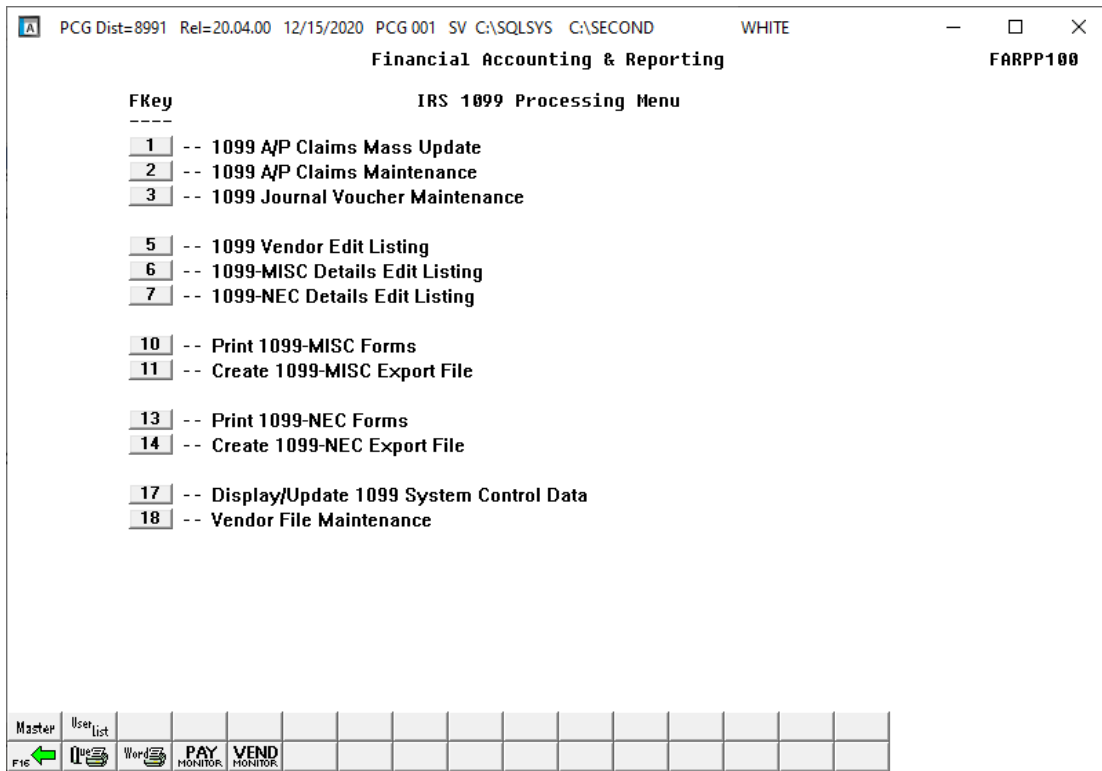 A PCG Dist=8991 Rel=20.04.00 12/15/2020 PCG 001 SV C:\SQLSYS C:\SECOND WHITE
Financial Accounting & Reporting FARPP100
FKey IRS 1099 Processing Menu
----
1 -- 1099 A/P Claims Mass Update
2 -- 1099 A/P Claims Maintenance
3 -- 1099 Journal Voucher Maintenance
5 -- 1099 Vendor Edit Listing
6 -- 1099-MISC Details Edit Listing
7 -- 1099-NEC Details Edit Listing
10 -- Print 1099-MISC Forms
11 -- Create 1099-MISC Export File
13 -- Print 1099-NEC Forms
14 -- Create 1099-NEC Export File
17 -- Display/Update 1099 System Control Data
18 -- Vendor File Maintenance
Master User List
F16 Que Word PAY MONITOR VEND MONITOR